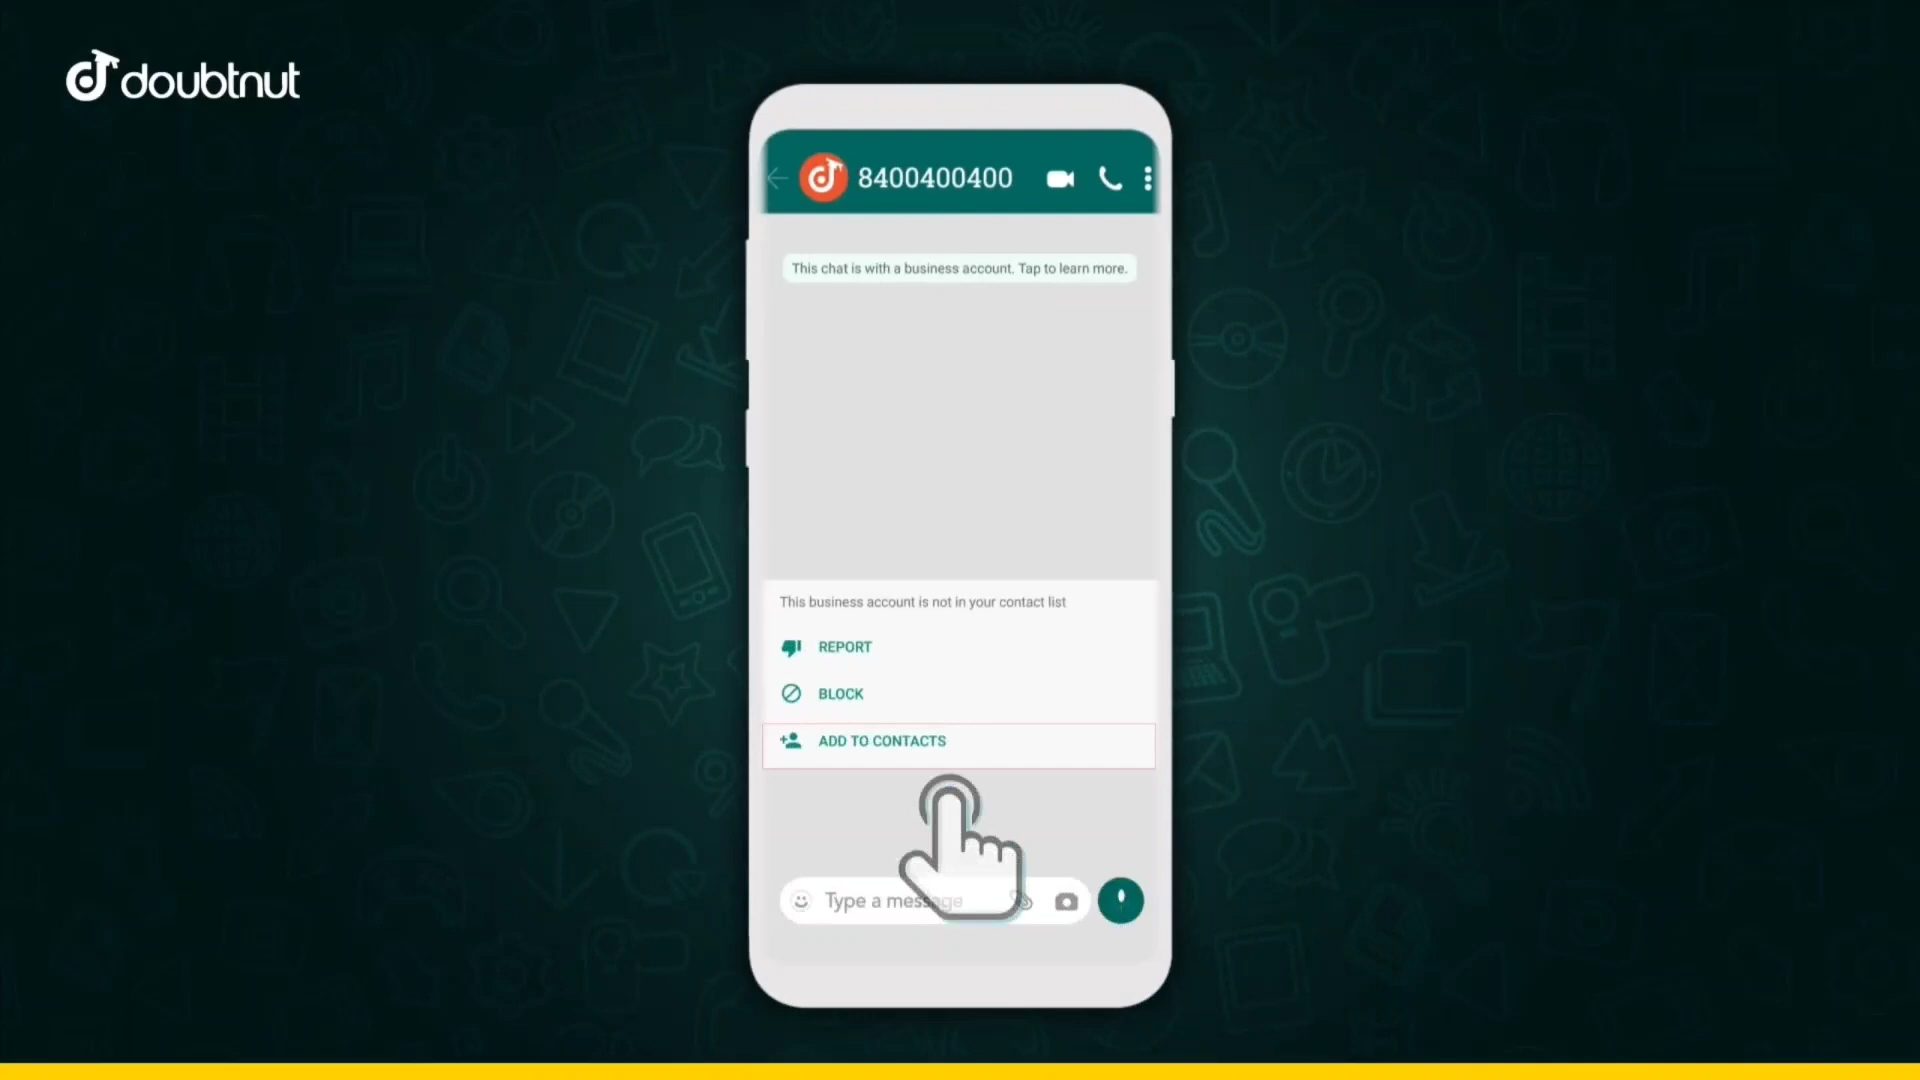 doubtnut
8400400400
This chat is with a business account. Tap to learn more.
This business account is not in your contact list
REPORT
BLOCK
ADD TO CONTACTS
Type a message